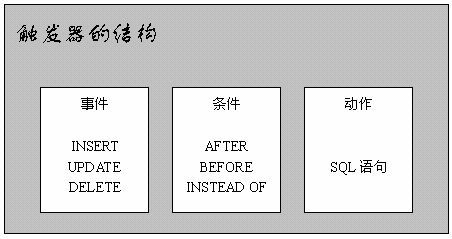 触发器的结构
事件
INSERT
UPDATE
DELETE
条件
AFTER
BEFORE
INSTEAD OF
动作
SQL 语句